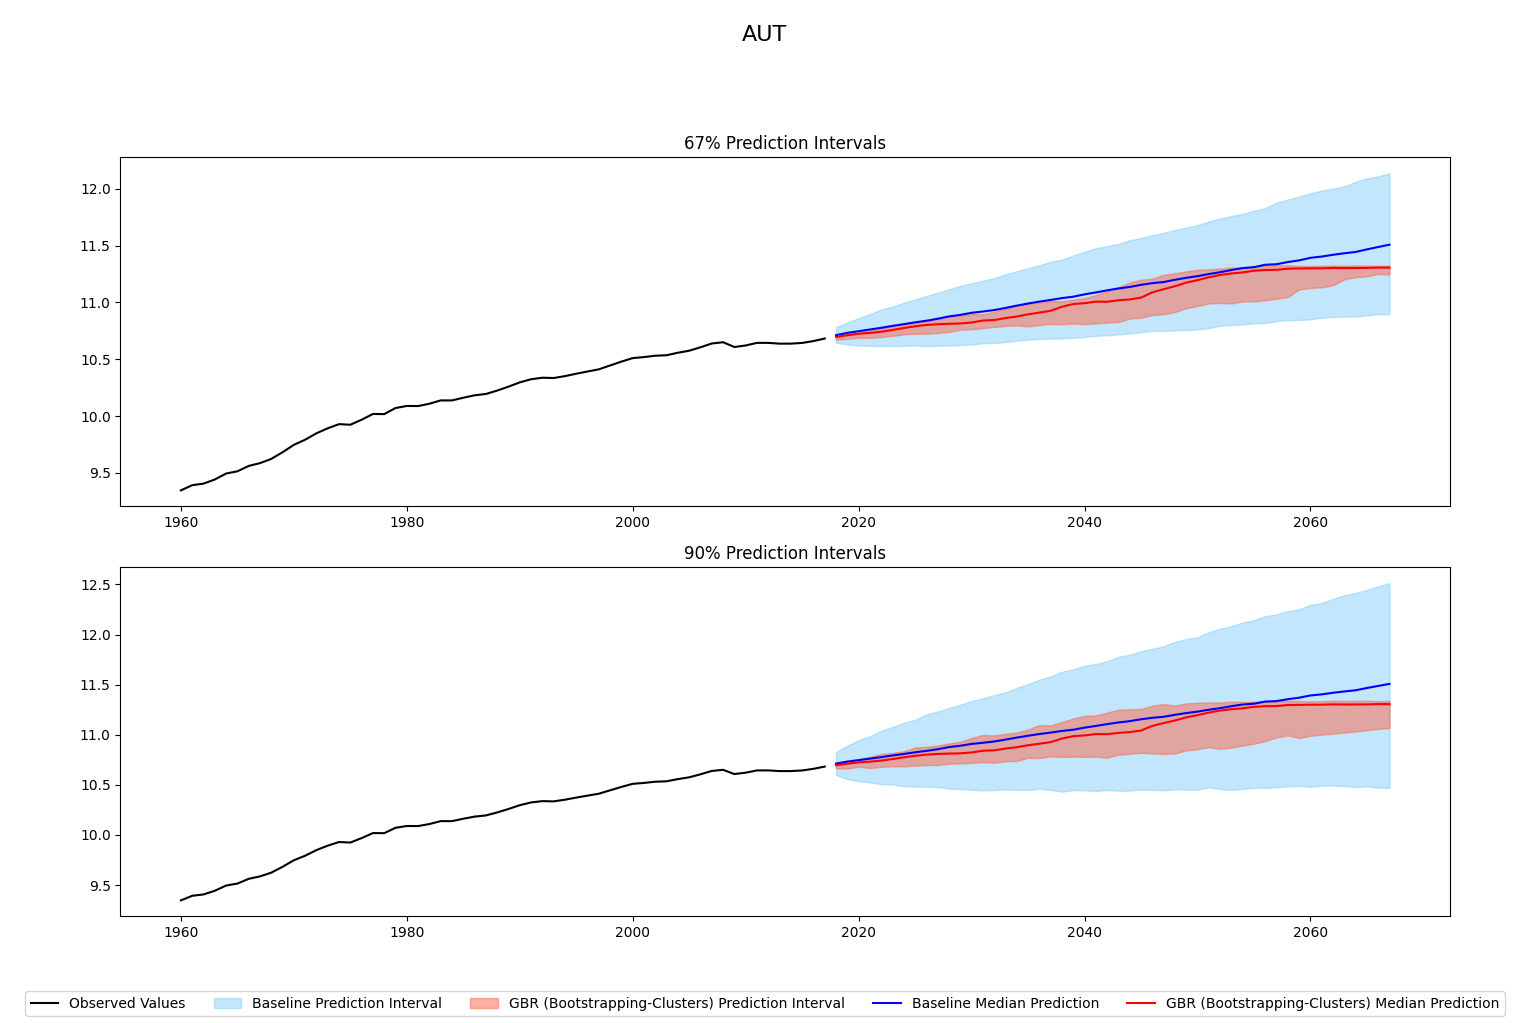 AUT
67% Prediction Intervals
12.0
11.5
11.0
10.5
10.0
9.5
1960 1980 2000 2020 2040 2060
90% Prediction Intervals
12.5
12.0
11.5
11.0
10.5
10.0
9.5
1960 1980 2000 2020 2040 2060
Observed Values Baseline Prediction Interval GBR (Bootstrapping-Clusters) Prediction Interval Baseline Median Prediction GBR (Bootstrapping-Clusters) Median Prediction